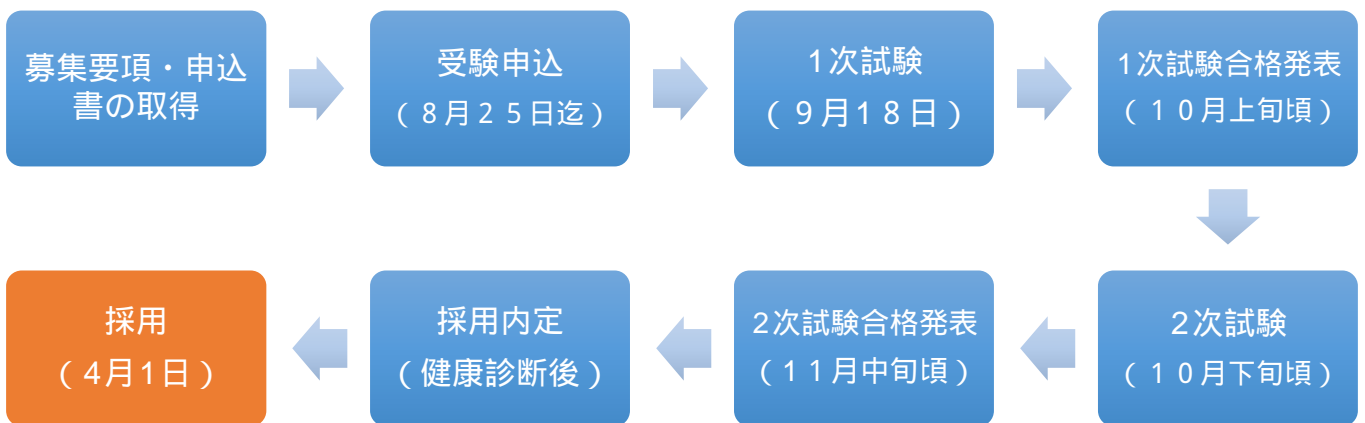 募集要項・申込
書の取得
受験申込
（８月２５日迄）
1次試験
（９月1８日）
1次試験合格発表
（１０月上旬頃）
2次試験
（１０月下旬頃）
2次試験合格発表
（１１月中旬頃）
採用内定
（健康診断後）
採用
（4月1日）